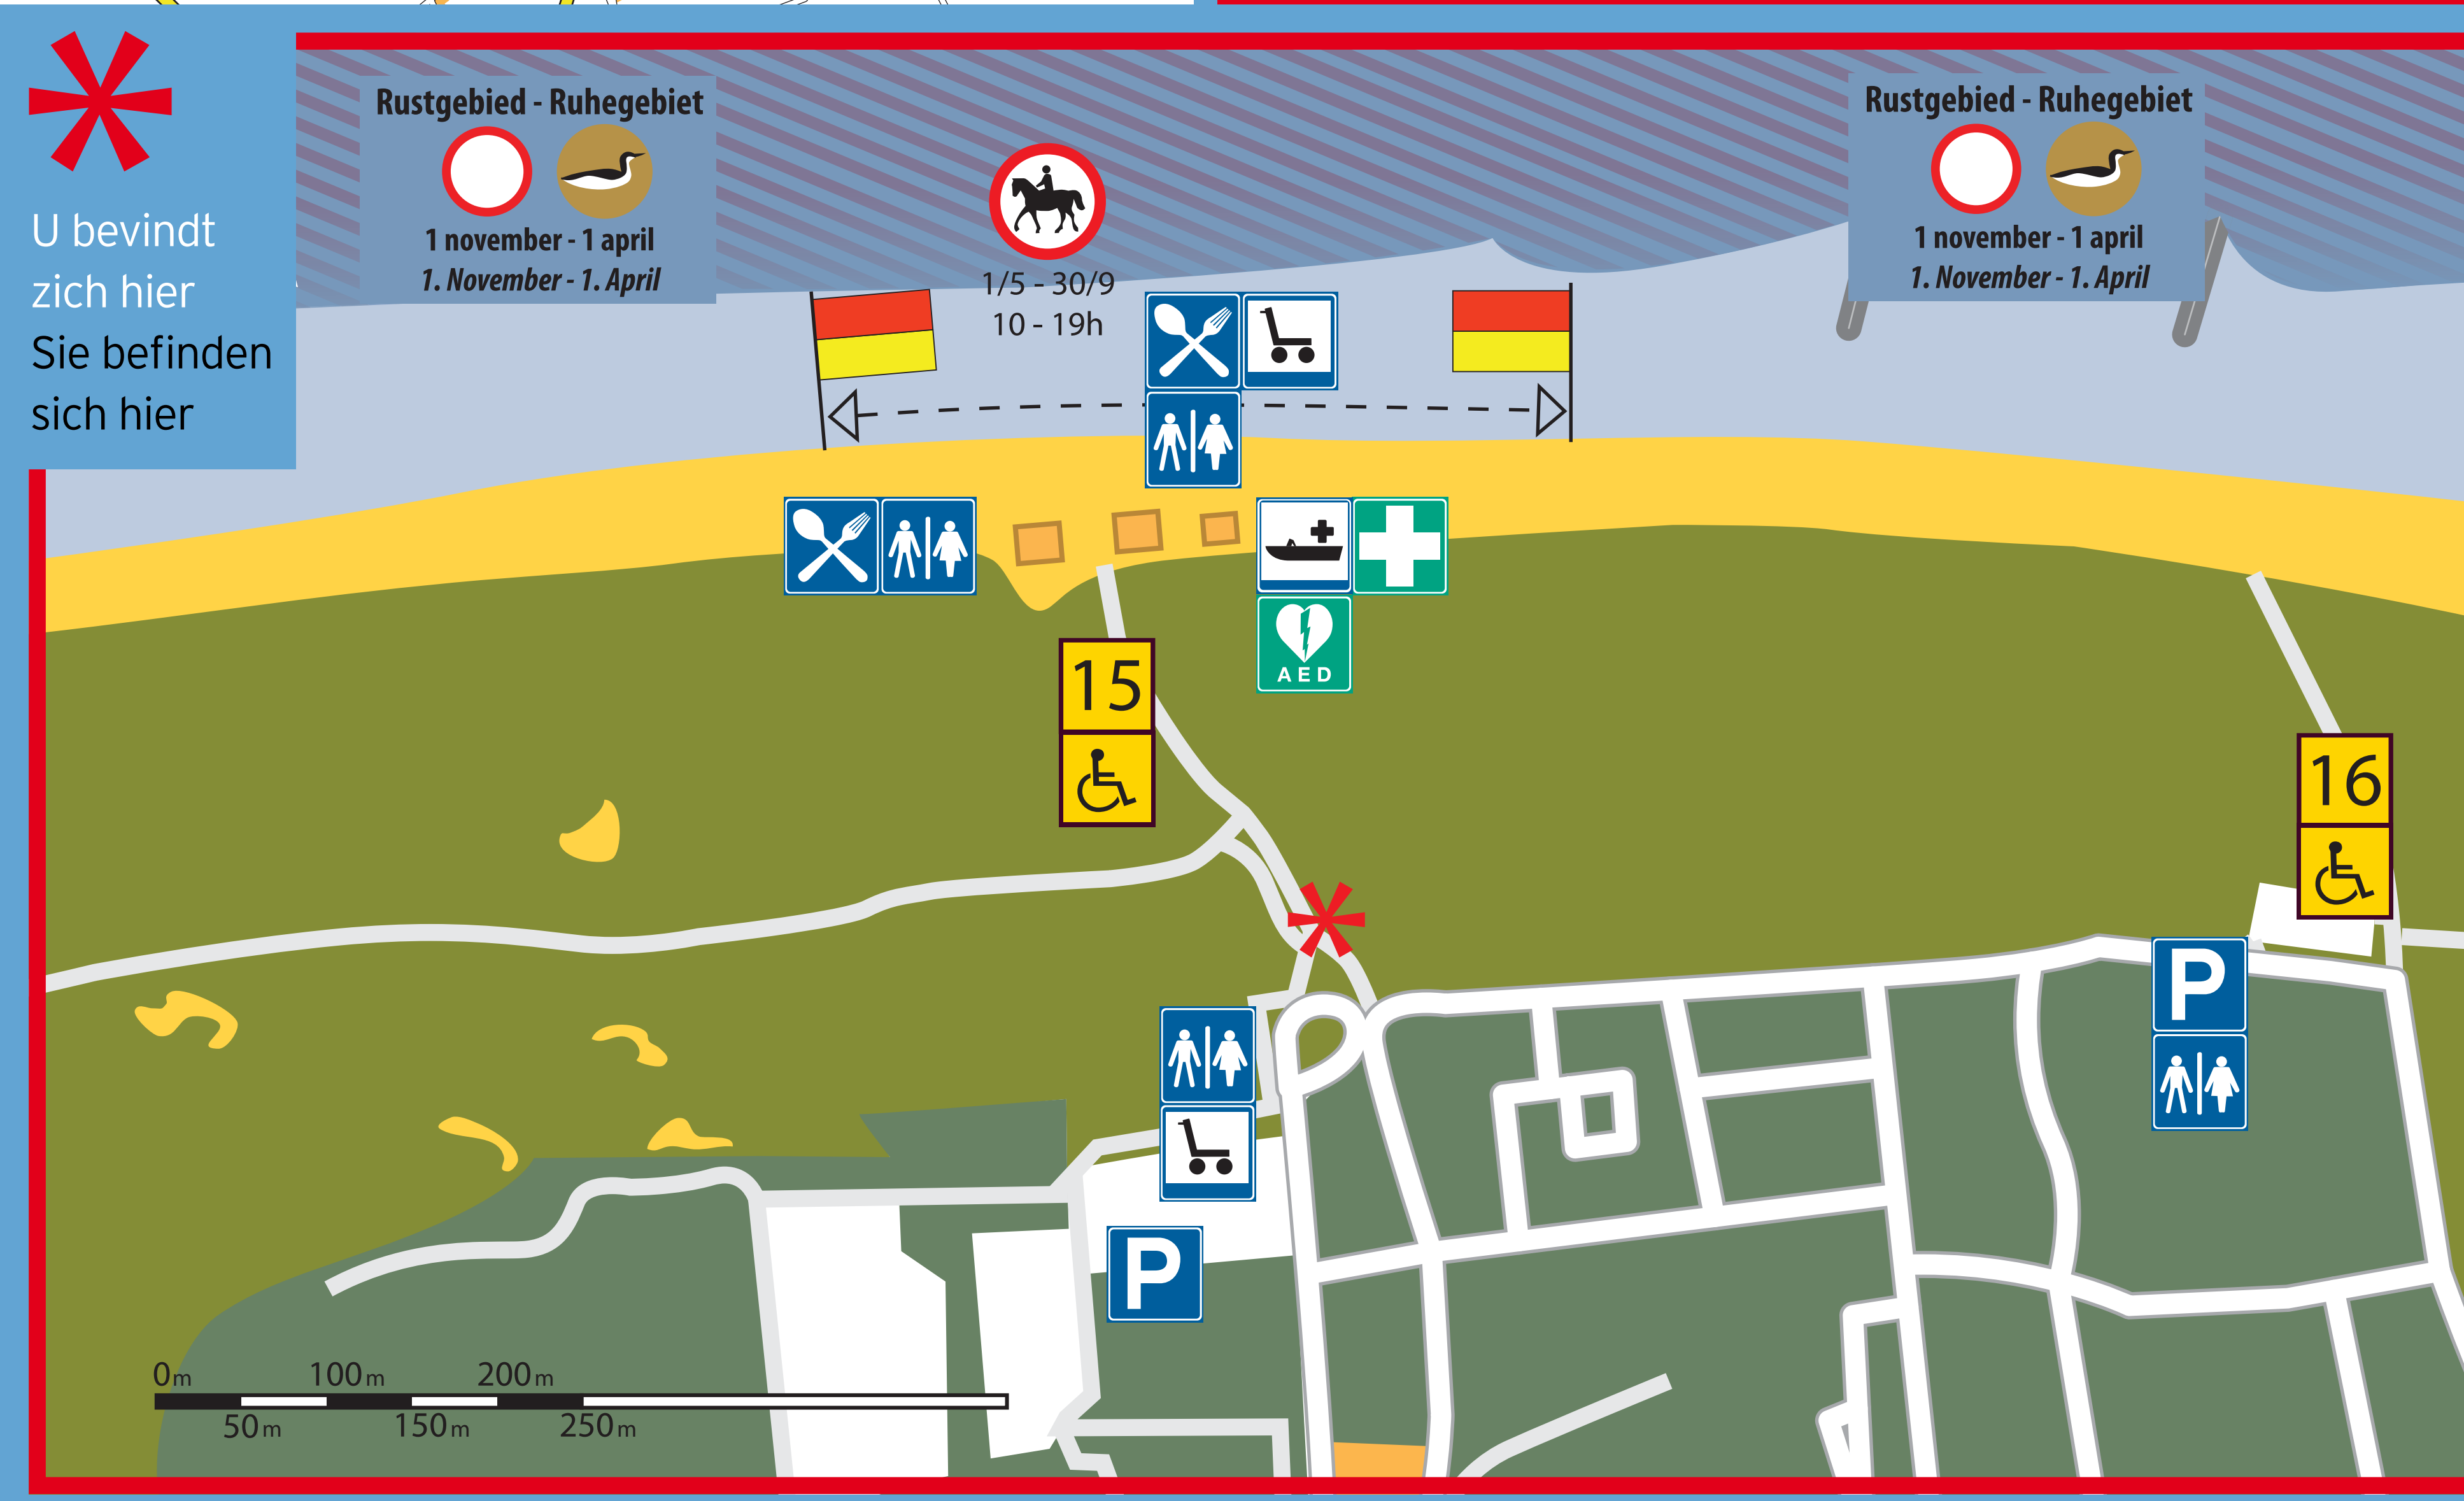 U bevindt
zich hier
Sie befinden
sich hier
Rustgebied - Ruhegebiet
1 november - 1 april
1. November - 1. April
1/5 - 30/9
10 - 19h
Rustgebied - Ruhegebiet
1 november - 1 april
1. November - 1. April
AED
15
16
P
P
0m 100m 200m
50m 150m 250m